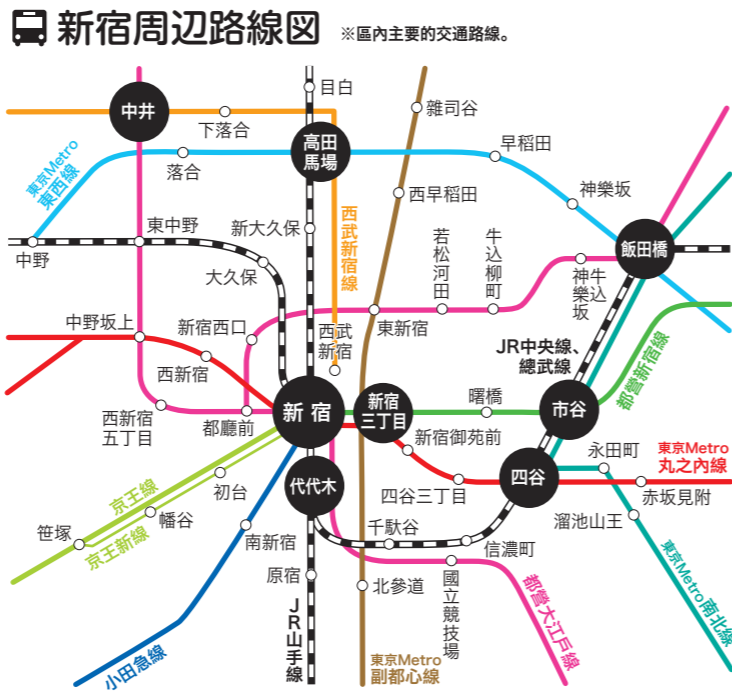 新宿周辺路線図
※區內主要的交通路線。
目白
中井
下落合
雜司谷
高田
馬場
早稻田
東京Metro
東西線
落合
西早稻田
神樂坂
東中野
新大久保
西武新宿線
若松河田
牛込柳町
飯田橋
中野
大久保
牛込
神樂坂
中野坂上
新宿西口
西武
新宿
東新宿
JR中央線、
總武線
都營新宿線
西新宿
西新宿
五丁目
都廳前
新宿
新宿
三丁目
曙橋
市谷
新宿御苑前
永田町
東京Metro
丸之內線
京王線
初台
代代木
四谷三丁目
四谷
赤坂見附
笹塚
幡谷
京王新線
南新宿
千馱谷
信濃町
溜池山王
原宿
北參道
國立競技場
都營大江戶線
東京Metro南北線
小田急線
JR山手線
東京Metro
副都心線